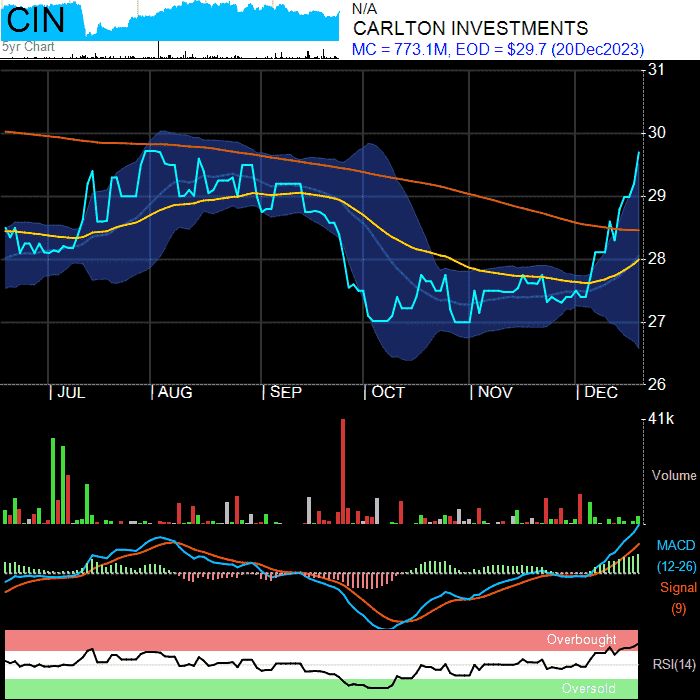 CIN
5yr Chart
N/A
CARLTON INVESTMENTS
MC = 773.1M, EOD = $29.7 (20Dec2023)
31
30
29
28
27
26
JUL AUG SEP OCT NOV DEC
41k
Volume
MACD
(12-26)
Signal
(9)
Overbought
RSI(14)
Oversold